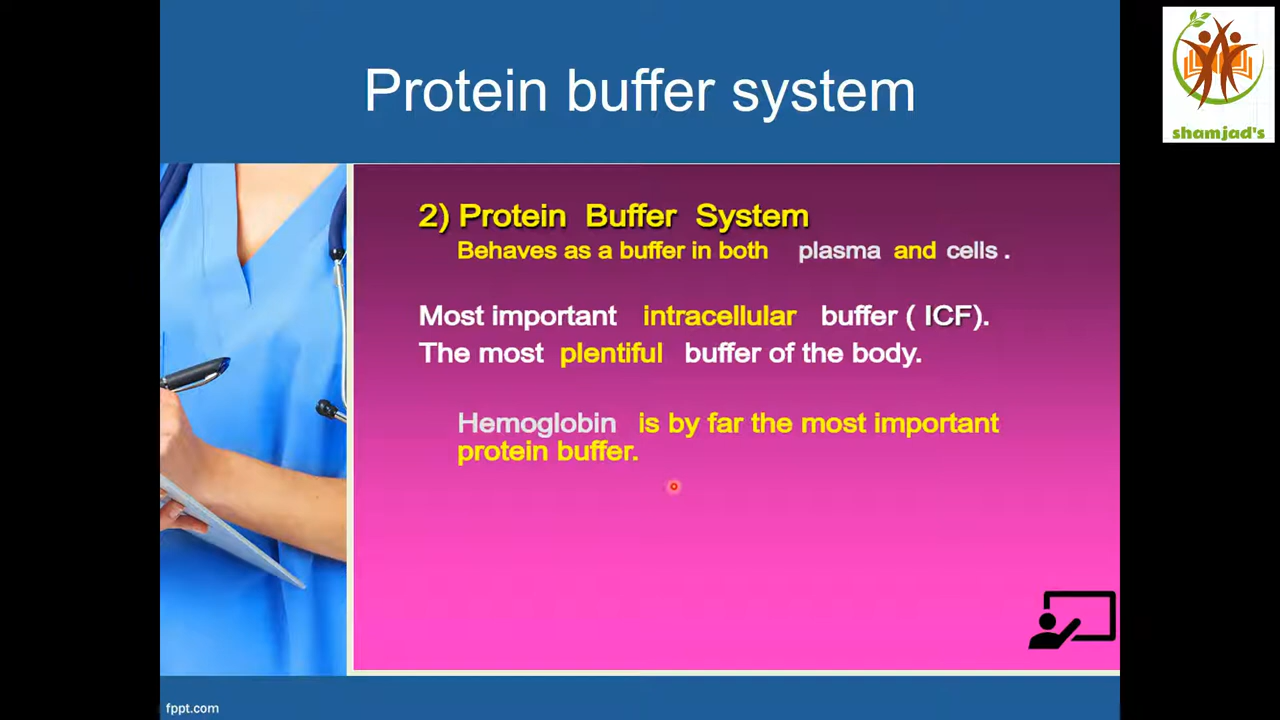 Protein buffer system
shamjad's
2) Protein Buffer System
Behaves as a buffer in both plasma and cells .
Most important intracellular buffer ( ICF).
The most plentiful buffer of the body.
Hemoglobin is by far the most important
protein buffer.
fppt.com